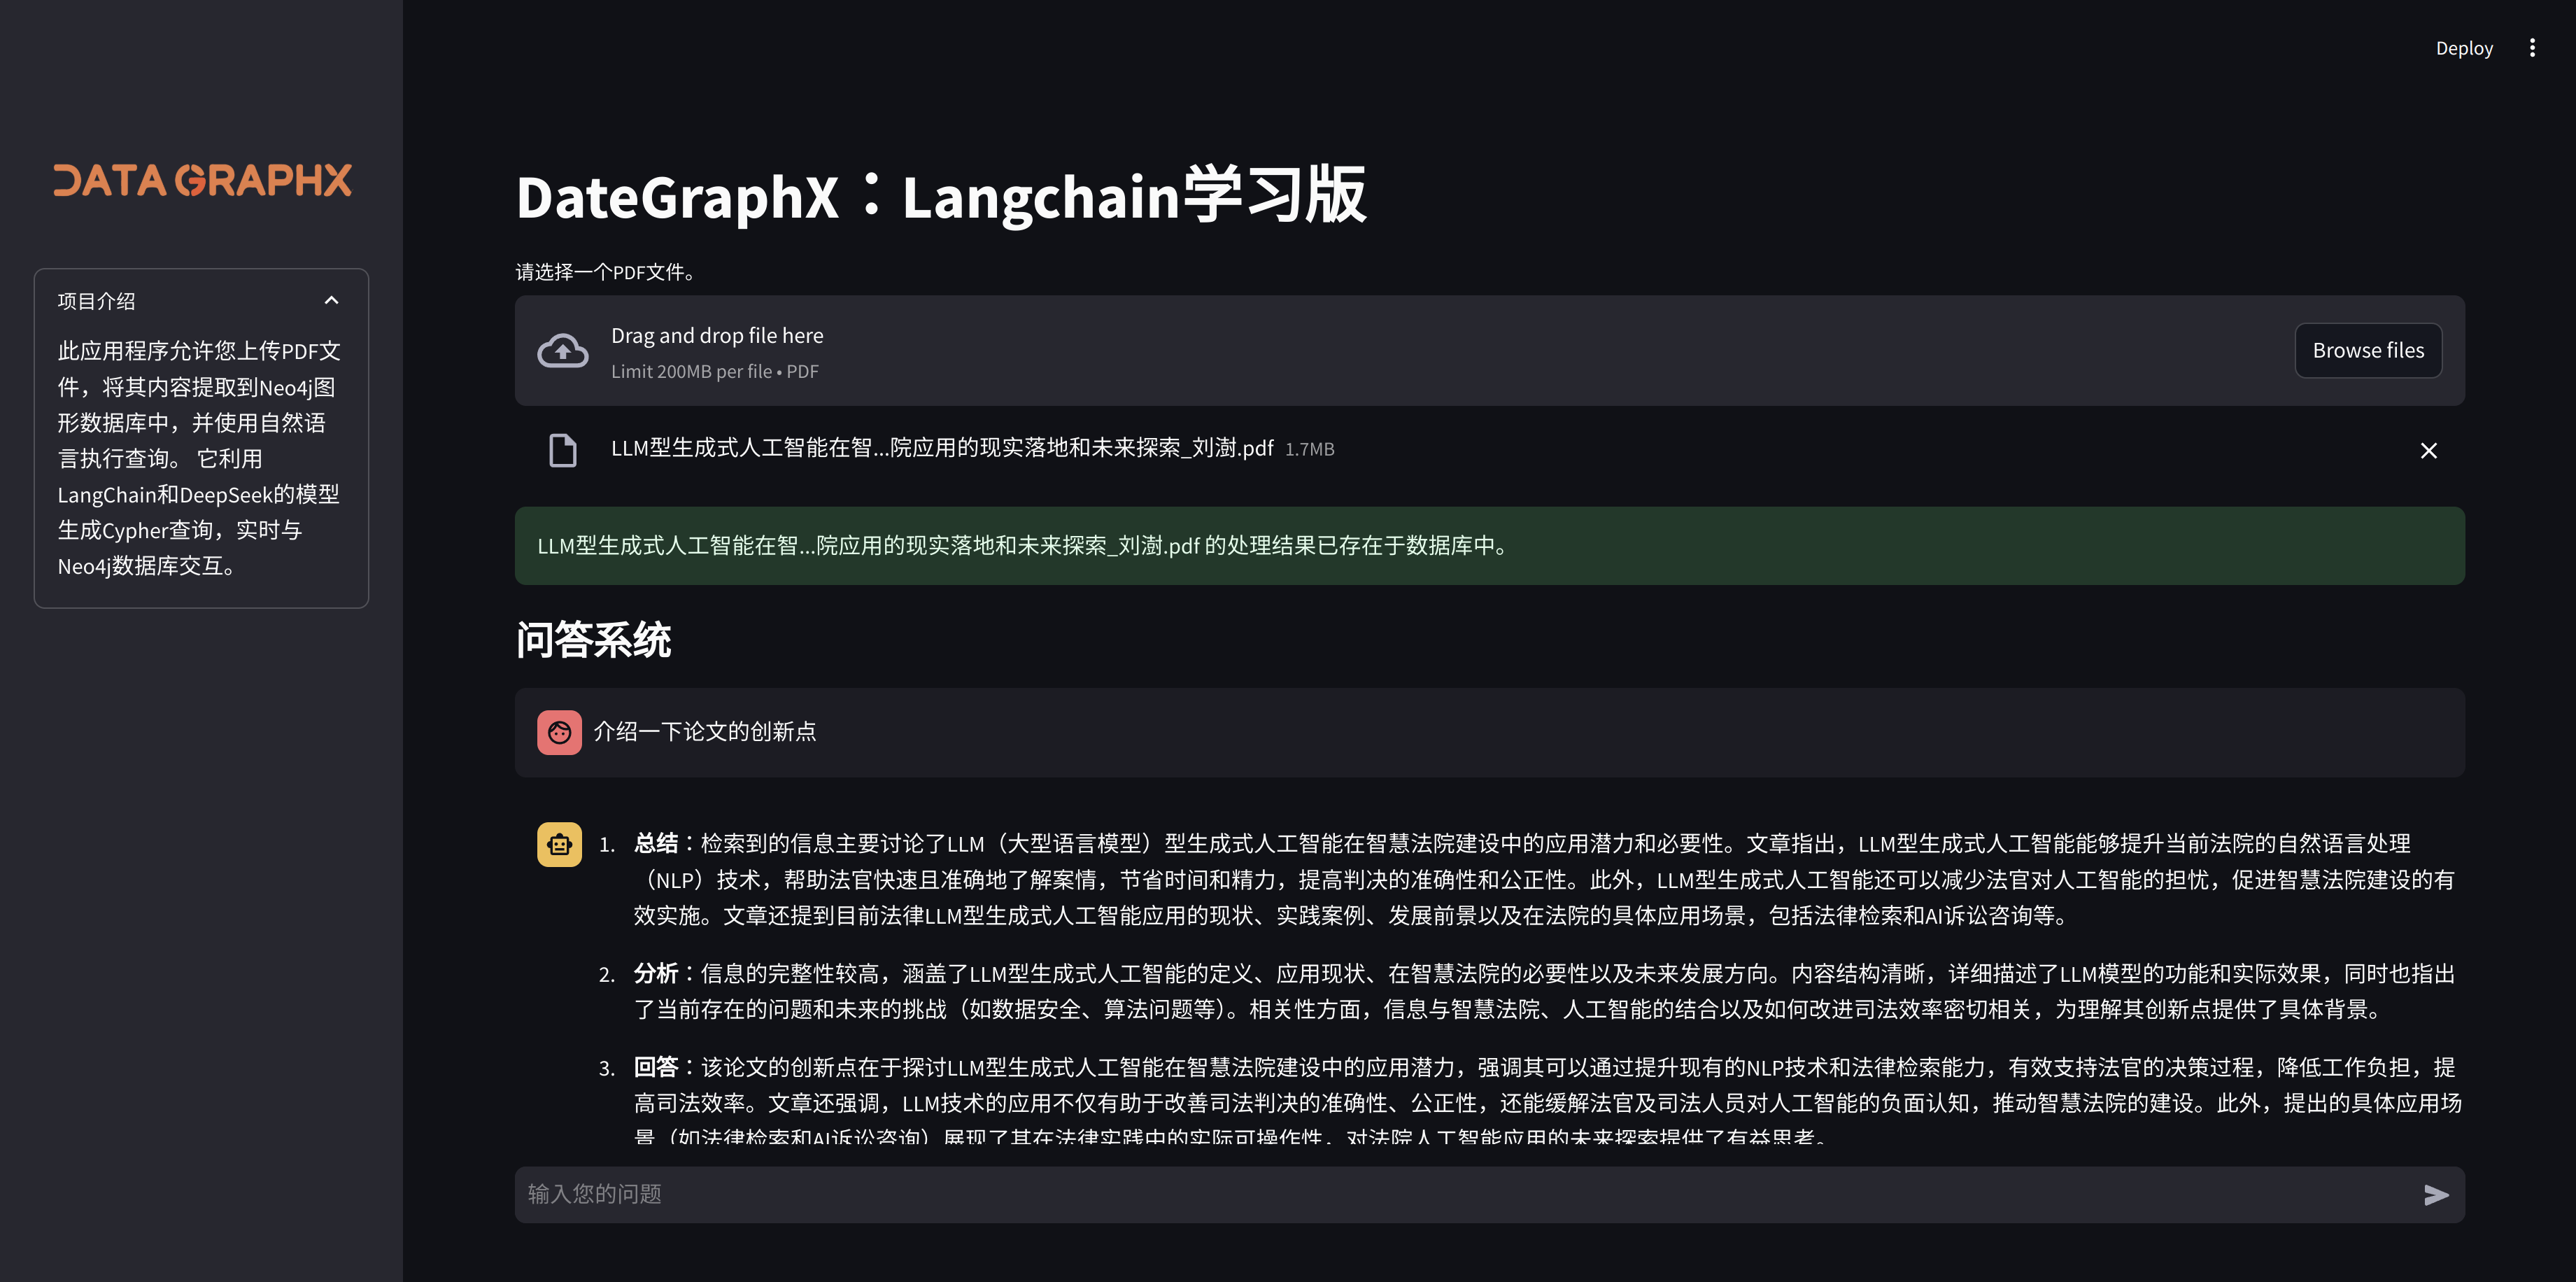 Deploy
DATA GRAPHX
项目介绍
此应用程序允许您上传PDF文
件，将其内容提取到Neo4j图
形数据库中，并使用自然语
言执行查询。 它利用
LangChain和DeepSeek的模型
生成Cypher查询，实时与
Neo4j数据库交互。
DateGraphX：Langchain学习版
请选择一个PDF文件。
Drag and drop file here
Limit 200MB per file • PDF
Browse files
LLM型生成式人工智能在智...院应用的现实落地和未来探索_刘澍.pdf 1.7MB
LLM型生成式人工智能在智...院应用的现实落地和未来探索_刘澍.pdf 的处理结果已存在于数据库中。
问答系统
介绍一下论文的创新点
1. 总结：检索到的信息主要讨论了LLM（大型语言模型）型生成式人工智能在智慧法院建设中的应用潜力和必要性。文章指出，LLM型生成式人工智能能够提升当前法院的自然语言处理
（NLP）技术，帮助法官快速且准确地了解案情，节省时间和精力，提高判决的准确性和公正性。此外，LLM型生成式人工智能还可以减少法官对人工智能的担忧，促进智慧法院建设的有
效实施。文章还提到目前法律LLM型生成式人工智能应用的现状、实践案例、发展前景以及在法院的具体应用场景，包括法律检索和AI诉讼咨询等。
2. 分析：信息的完整性较高，涵盖了LLM型生成式人工智能的定义、应用现状、在智慧法院的必要性以及未来发展方向。内容结构清晰，详细描述了LLM模型的功能和实际效果，同时也指出
了当前存在的问题和未来的挑战（如数据安全、算法问题等）。相关性方面，信息与智慧法院、人工智能的结合以及如何改进司法效率密切相关，为理解其创新点提供了具体背景。
3. 回答：该论文的创新点在于探讨LLM型生成式人工智能在智慧法院建设中的应用潜力，强调其可以通过提升现有的NLP技术和法律检索能力，有效支持法官的决策过程，降低工作负担，提
高司法效率。文章还强调，LLM技术的应用不仅有助于改善司法判决的准确性、公正性，还能缓解法官及司法人员对人工智能的负面认知，推动智慧法院的建设。此外，提出的具体应用场
景（如法律检索和AI诉讼咨询）展现了其在法律实践中的实际可操作性，对法院人工智能应用的未来探索提供了有益思考。
输入您的问题